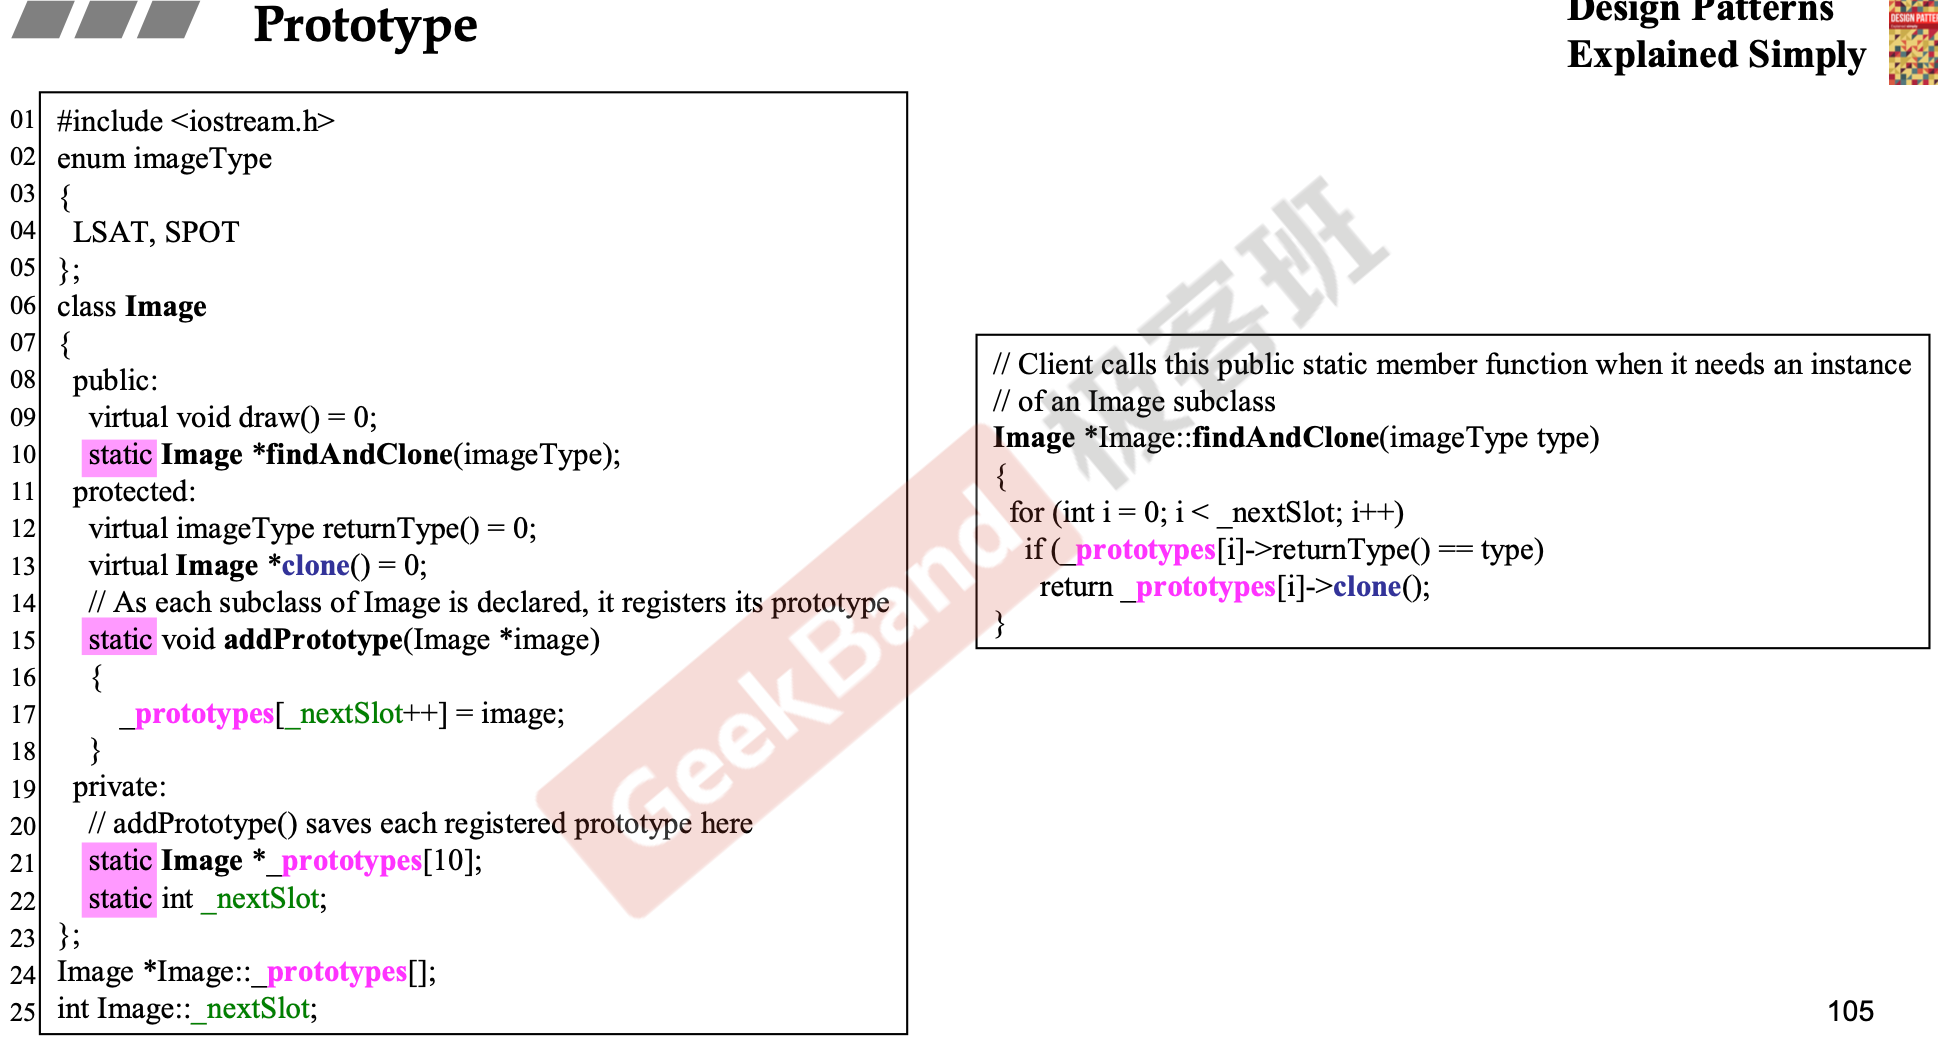 Prototype
Design Patterns
Explained Simply
DESIGN PATTE
01 #include <iostream.h>
02 enum imageType
03 {
04 LSAT, SPOT
05 };
06 class Image
07 {
08 public:
09 virtual void draw() = 0;
10 static Image *findAndClone(imageType);
11 protected:
12 virtual imageType returnType() = 0;
13 virtual Image *clone() = 0;
14 // As each subclass of Image is declared, it registers its prototype
15 static void addPrototype(Image *image)
16 {
17 _prototypes[_nextSlot++] = image;
18 }
19 private:
20 // addPrototype() saves each registered prototype here
21 static Image *_prototypes[10];
22 static int _nextSlot;
23 };
24 Image *Image::_prototypes[];
25 int Image::_nextSlot;
// Client calls this public static member function when it needs an instance
// of an Image subclass
Image *Image::findAndClone(imageType type)
{
for (int i = 0; i < _nextSlot; i++)
if (_prototypes[i]->returnType() == type)
return _prototypes[i]->clone();
}
GeekBand 极客班
105